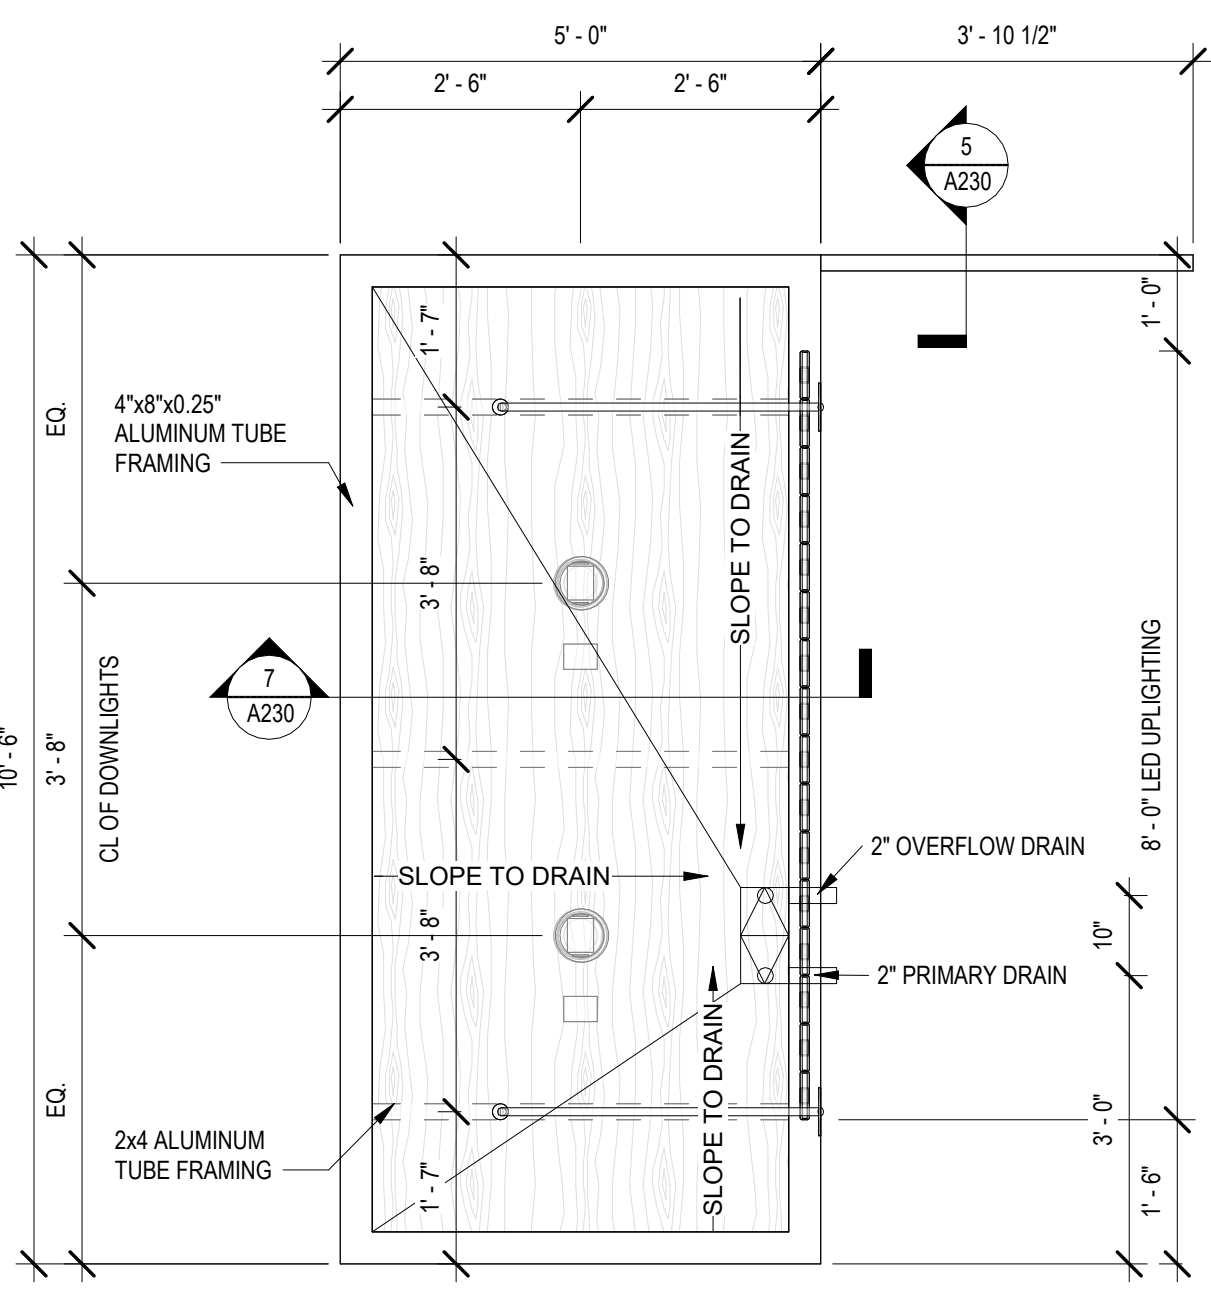 5' - 0"
3' - 10 1/2"
2' - 6"
2' - 6"
5
A230
1' - 0"
1' - 7"
EQ.
4"x8"x0.25"
ALUMINUM TUBE
FRAMING
SLOPE TO DRAIN
3' - 8"
7
A230
CL OF DOWNLIGHTS
3' - 8"
10' - 6"
8' - 0" LED UPLIGHTING
2" OVERFLOW DRAIN
SLOPE TO DRAIN
3' - 8"
10"
2" PRIMARY DRAIN
SLOPE TO DRAIN
EQ.
2x4 ALUMINUM
TUBE FRAMING
3' - 0"
1' - 7"
1' - 6"